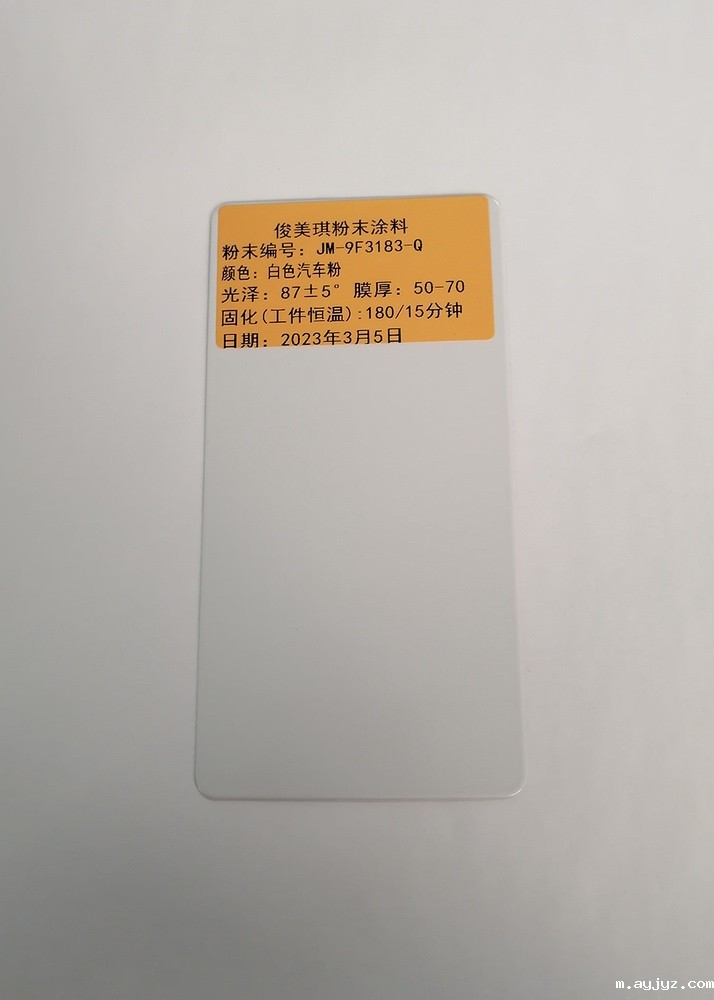 俊美琪粉末涂料
粉末编号：JM-9F3183-Q
颜色：白色汽车粉
光泽：87±5° 膜厚：50-70
固化(工件恒温):180/15分钟
日期：2023年3月5日
m.ayjyz.com